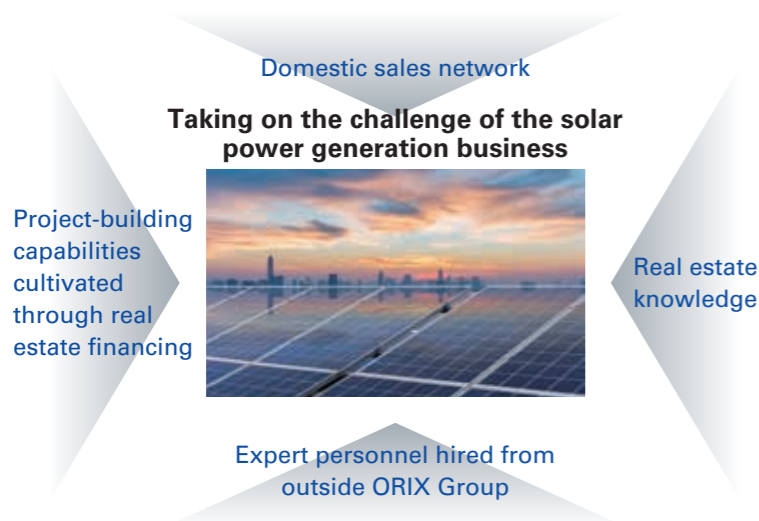 Domestic sales network
Taking on the challenge of the solar
power generation business
Project-building
capabilities
cultivated
through real
estate financing
Real estate
knowledge
Expert personnel hired from
outside ORIX Group